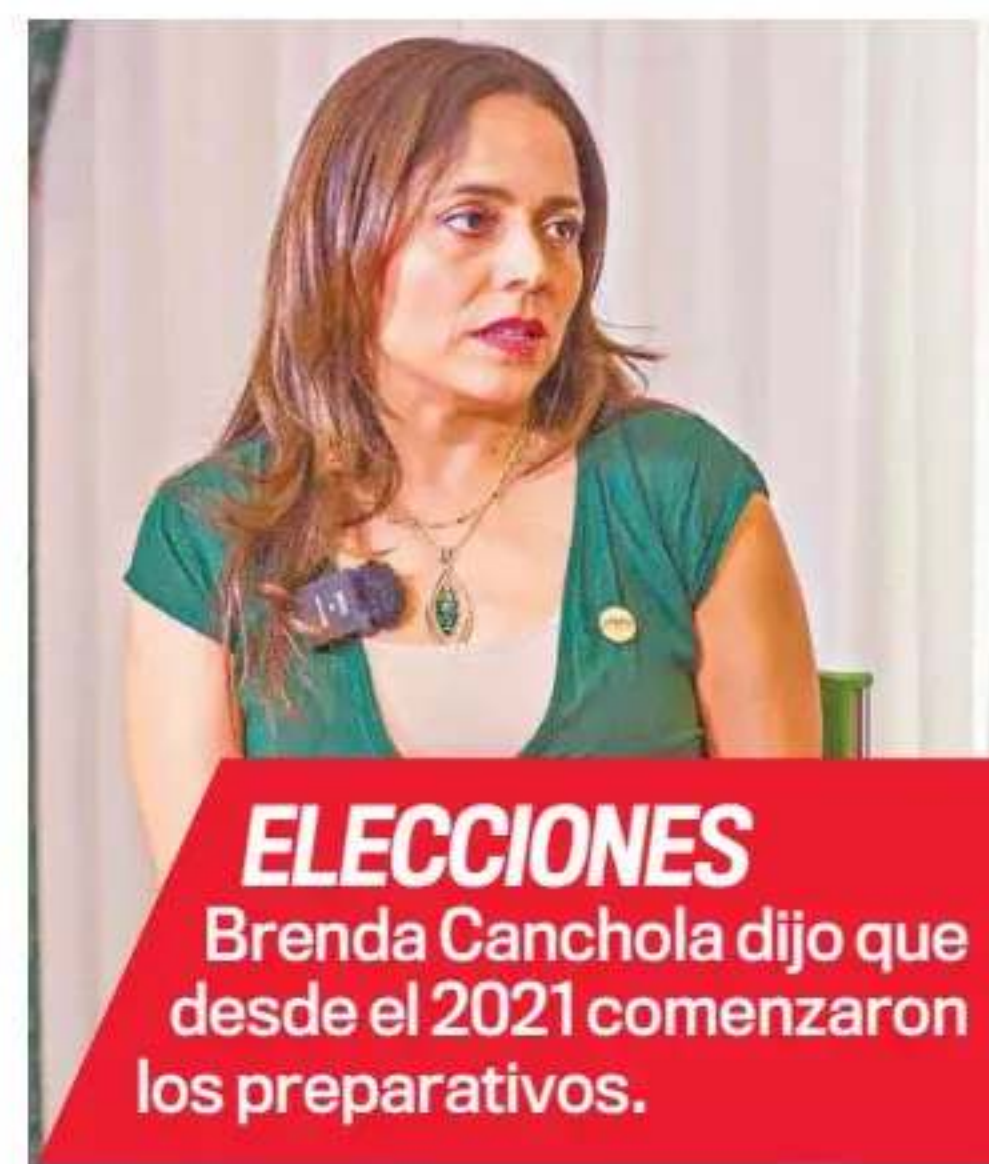 ELECCIONES
Brenda Canchola dijo que
desde el 2021 comenzaron
los preparativos.